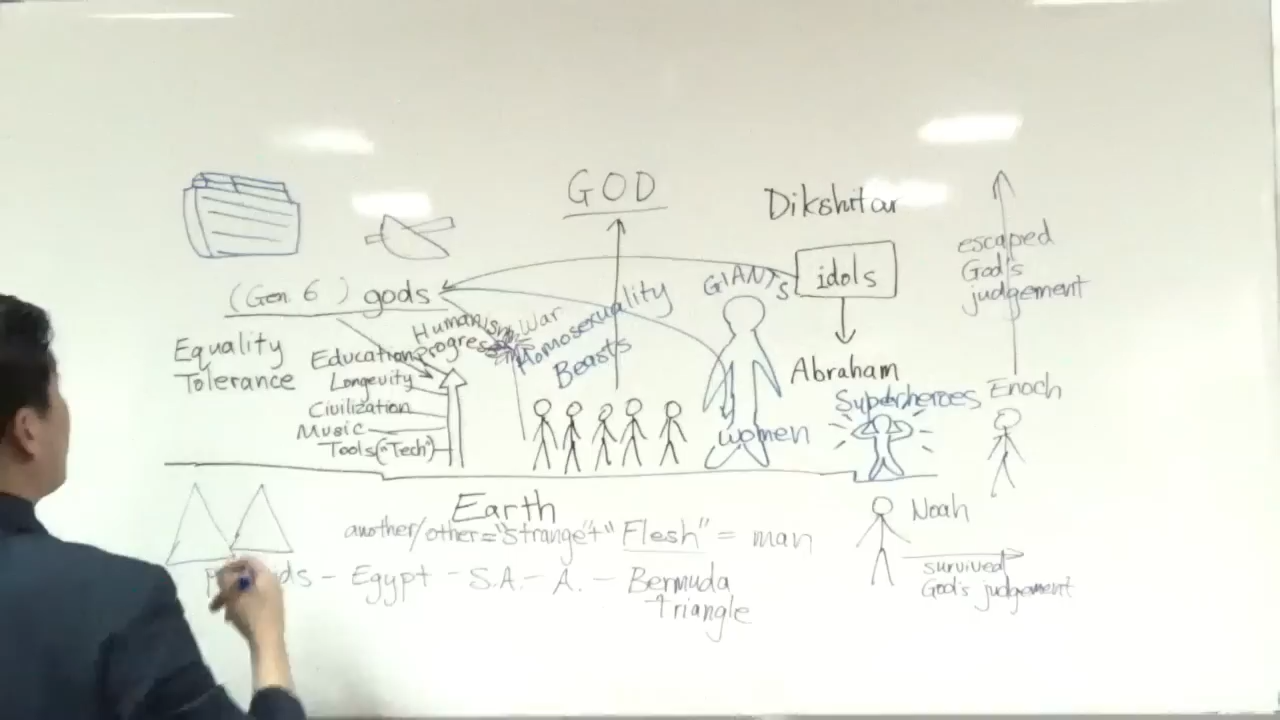 GOD
Dikshitar
escaped
God's
judgement
idols
GIANTS
(Gen 6) gods
Humanism
War
Progress
Homosexuality
Beasts
Equality
Tolerance
Education
Longevity
Civilization
Music
Tools("Tech")
Abraham
Superheroes
Enoch
women
Earth
Noah
another/other="strange"+"Flesh" = man
survived
God's judgement
- Egypt - S.A. - A. - Bermuda
Triangle